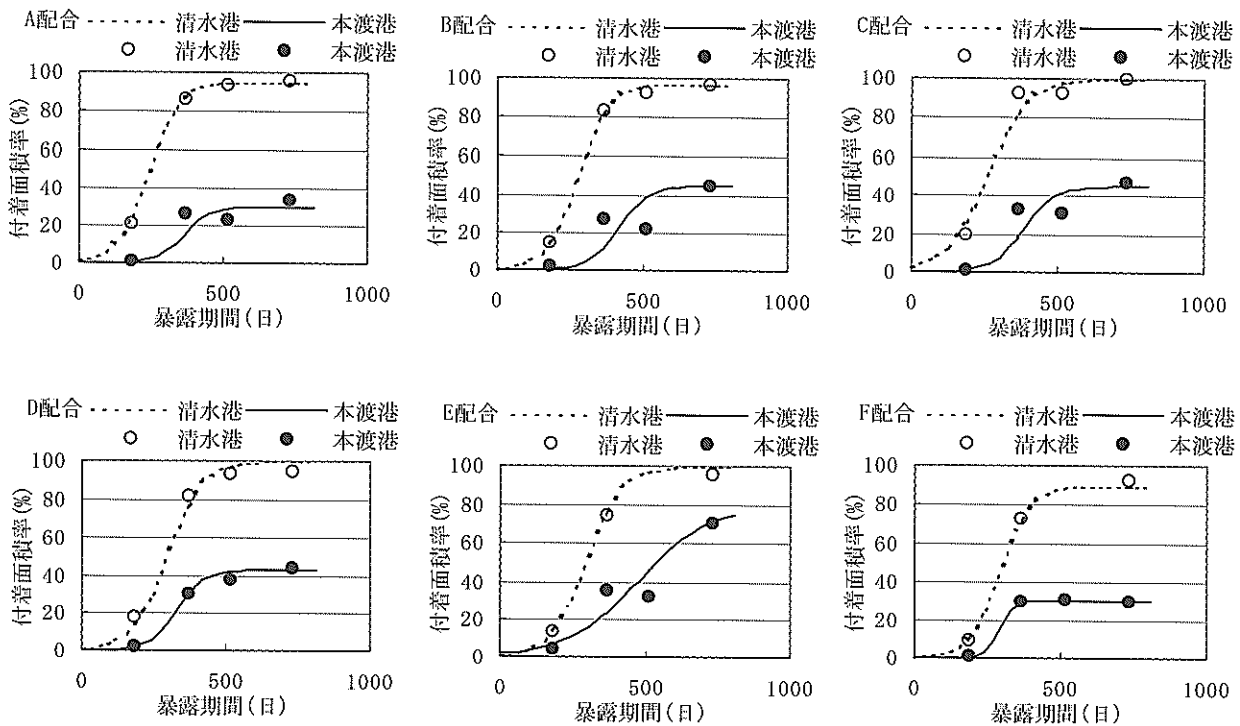 A配合 清水港 本渡港
清水港 本渡港
付着面積率(%)
100
80
60
40
20
0
0 500 1000
暴露期間(日)
B配合 清水港 本渡港
清水港 本渡港
付着面積率(%)
100
80
60
40
20
0
0 500 1000
暴露期間(日)
C配合 清水港 本渡港
清水港 本渡港
付着面積率(%)
100
80
60
40
20
0
0 500 1000
暴露期間(日)
D配合 清水港 本渡港
清水港 本渡港
付着面積率(%)
100
80
60
40
20
0
0 500 1000
暴露期間(日)
E配合 清水港 本渡港
清水港 本渡港
付着面積率(%)
100
80
60
40
20
0
0 500 1000
暴露期間(日)
F配合 清水港 本渡港
清水港 本渡港
付着面積率(%)
100
80
60
40
20
0
0 500 1000
暴露期間(日)